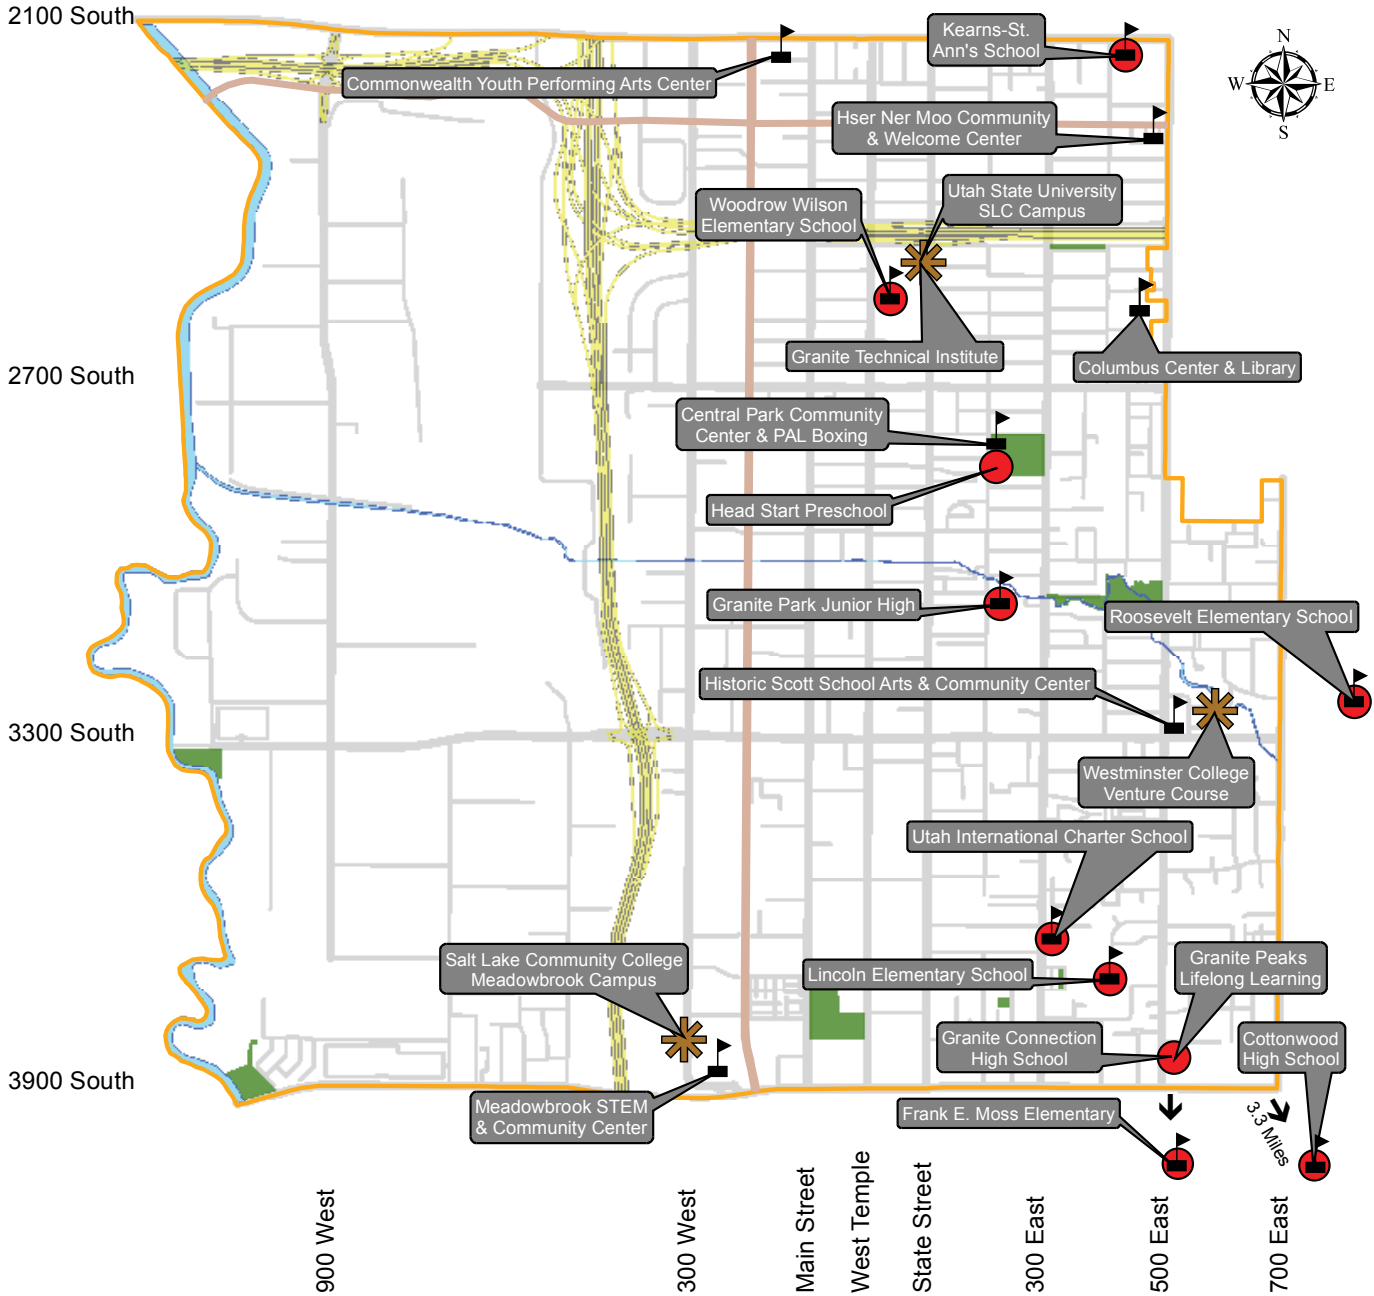 2100 South
Kearns-St.
Ann's School
N
W
E
S
Commonwealth Youth Performing Arts Center
Hser Ner Moo Community
& Welcome Center
Utah State University
SLC Campus
Woodrow Wilson
Elementary School
Granite Technical Institute
Columbus Center & Library
2700 South
Central Park Community
Center & PAL Boxing
Head Start Preschool
Granite Park Junior High
Roosevelt Elementary School
Historic Scott School Arts & Community Center
3300 South
Westminster College
Venture Course
Utah International Charter School
Salt Lake Community College
Meadowbrook Campus
Lincoln Elementary School
Granite Peaks
Lifelong Learning
Granite Connection
High School
Cottonwood
High School
3900 South
Meadowbrook STEM
& Community Center
Frank E. Moss Elementary
3.3 Miles
900 West
300 West
Main Street
West Temple
State Street
300 East
500 East
700 East